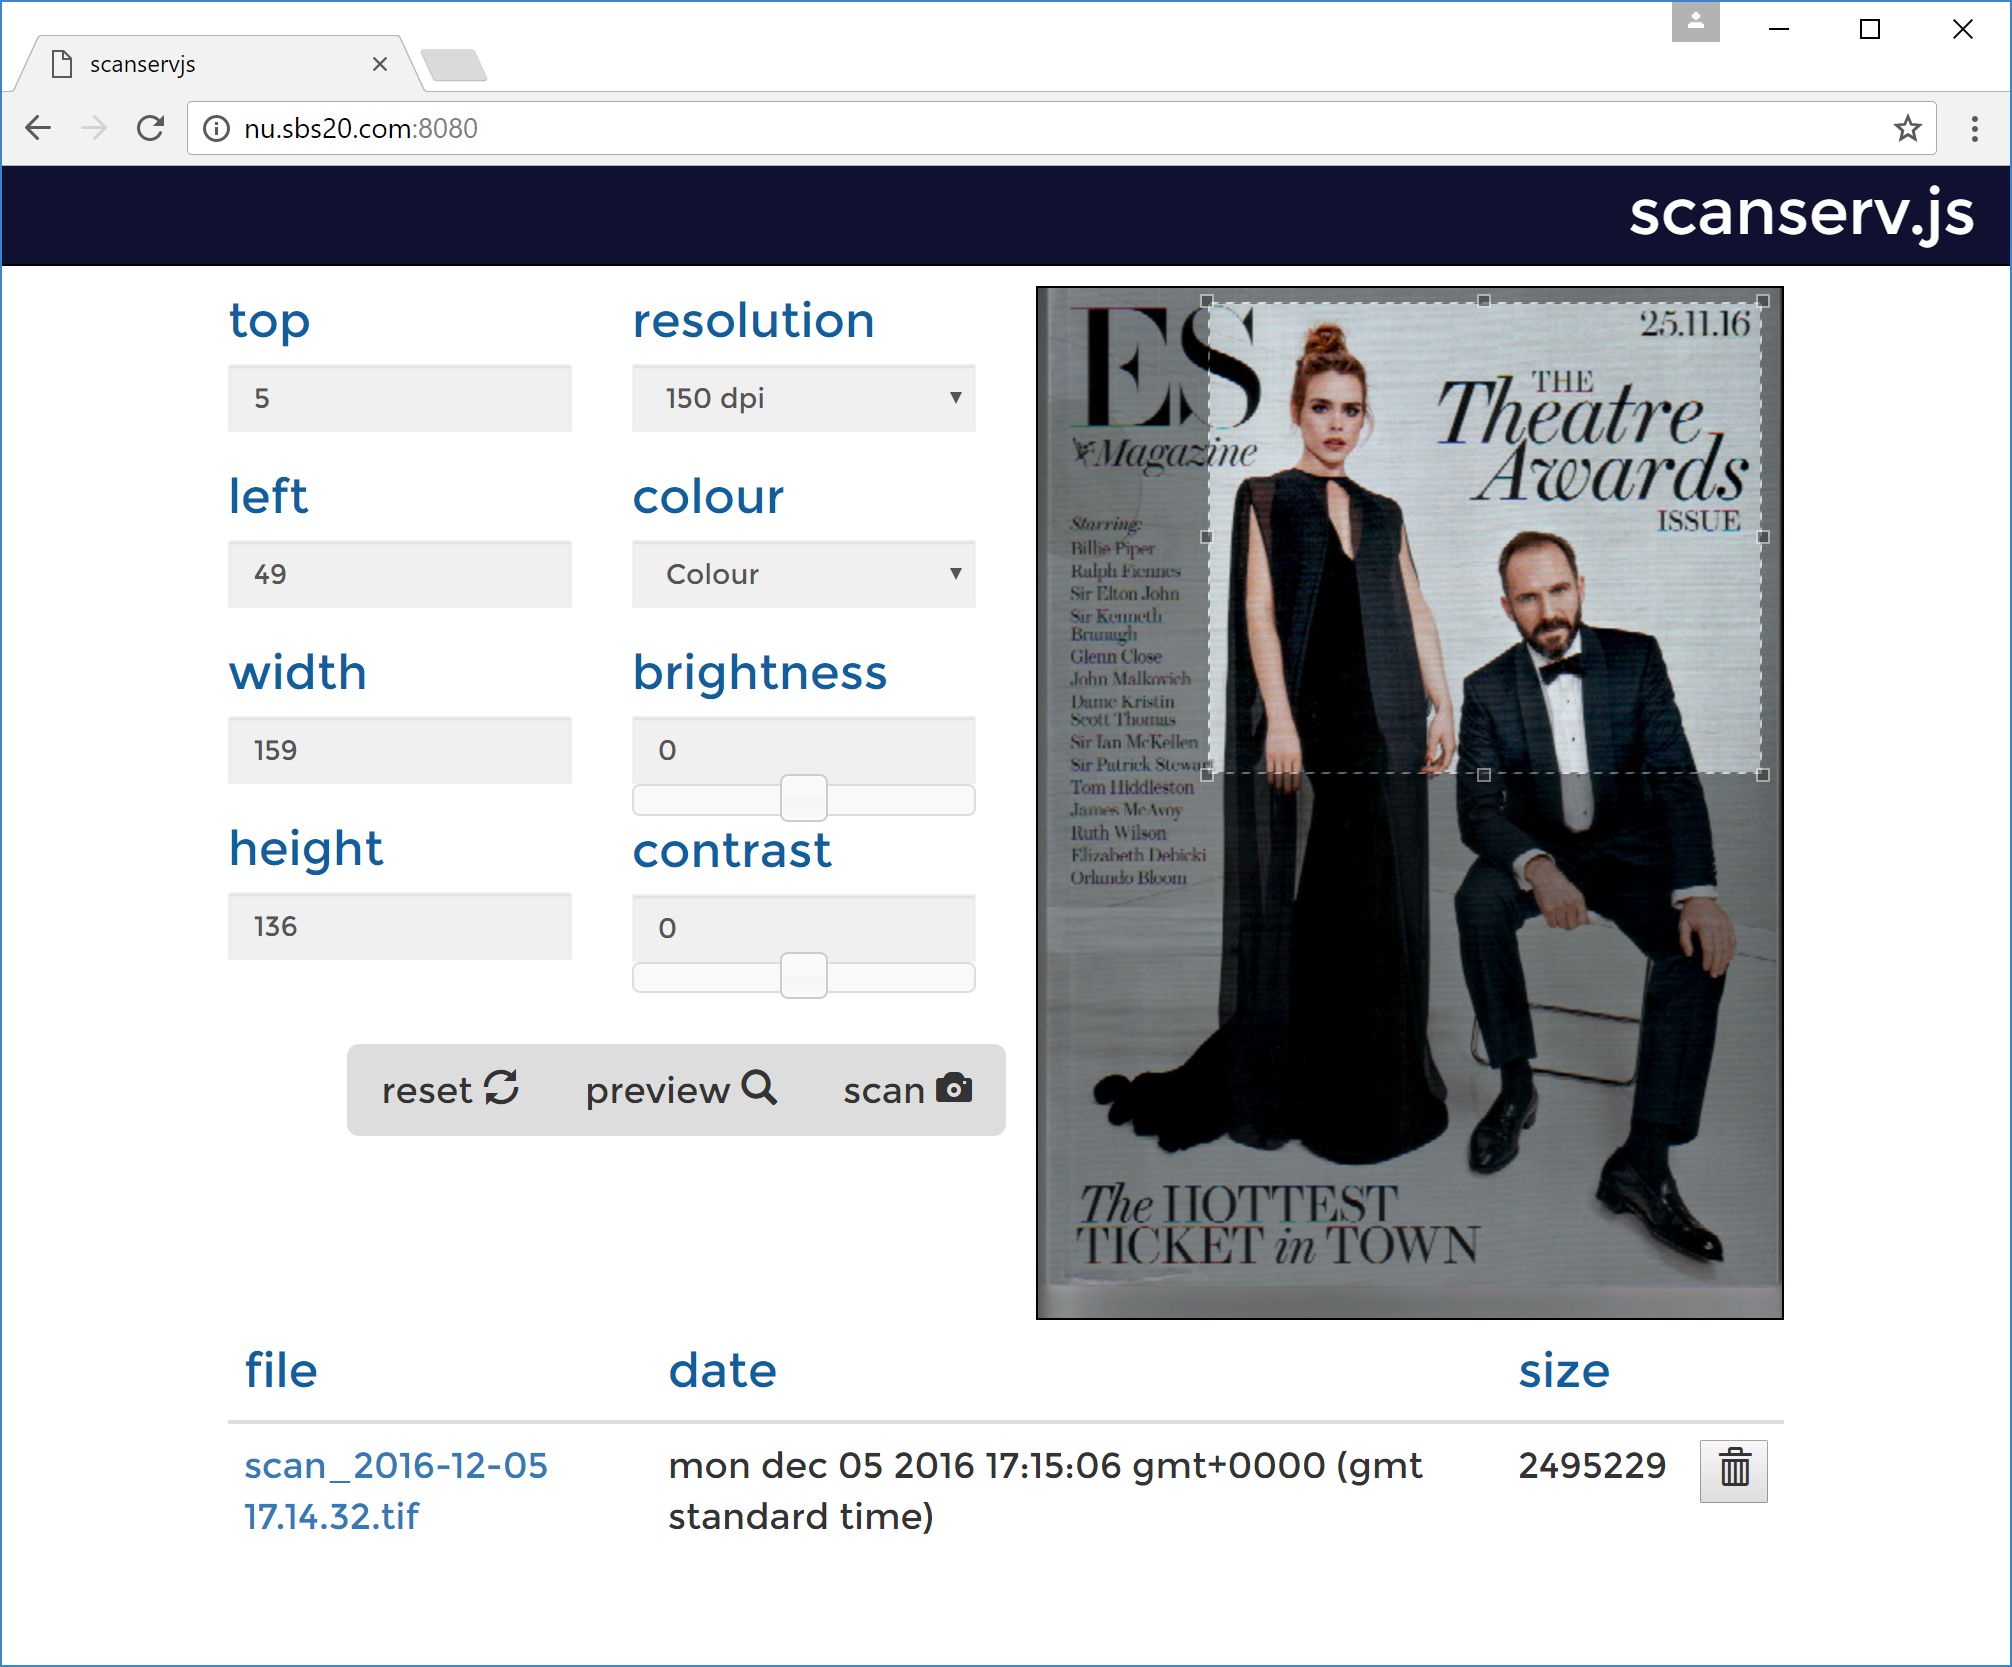 scanservjs
nu.sbs20.com:8080
scanserv.js
top
5
left
49
width
159
height
136
resolution
150 dpi
colour
Colour
brightness
0
contrast
0
reset
preview
scan
ES
Magazine
25.11.16
THE
Theatre
Awards
ISSUE
Starring:
Billie Piper
Ralph Fiennes
Sir Elton John
Sir Kenneth
Branagh
Glenn Close
John Malkovich
Dame Kristin
Scott Thomas
Sir Ian McKellen
Sir Patrick Stewart
Tom Hiddleston
James McAvoy
Ruth Wilson
Elizabeth Debicki
Orlando Bloom
The HOTTEST
TICKET in TOWN
file date size
scan_2016-12-05 mon dec 05 2016 17:15:06 gmt+0000 (gmt 2495229
17.14.32.tif standard time)